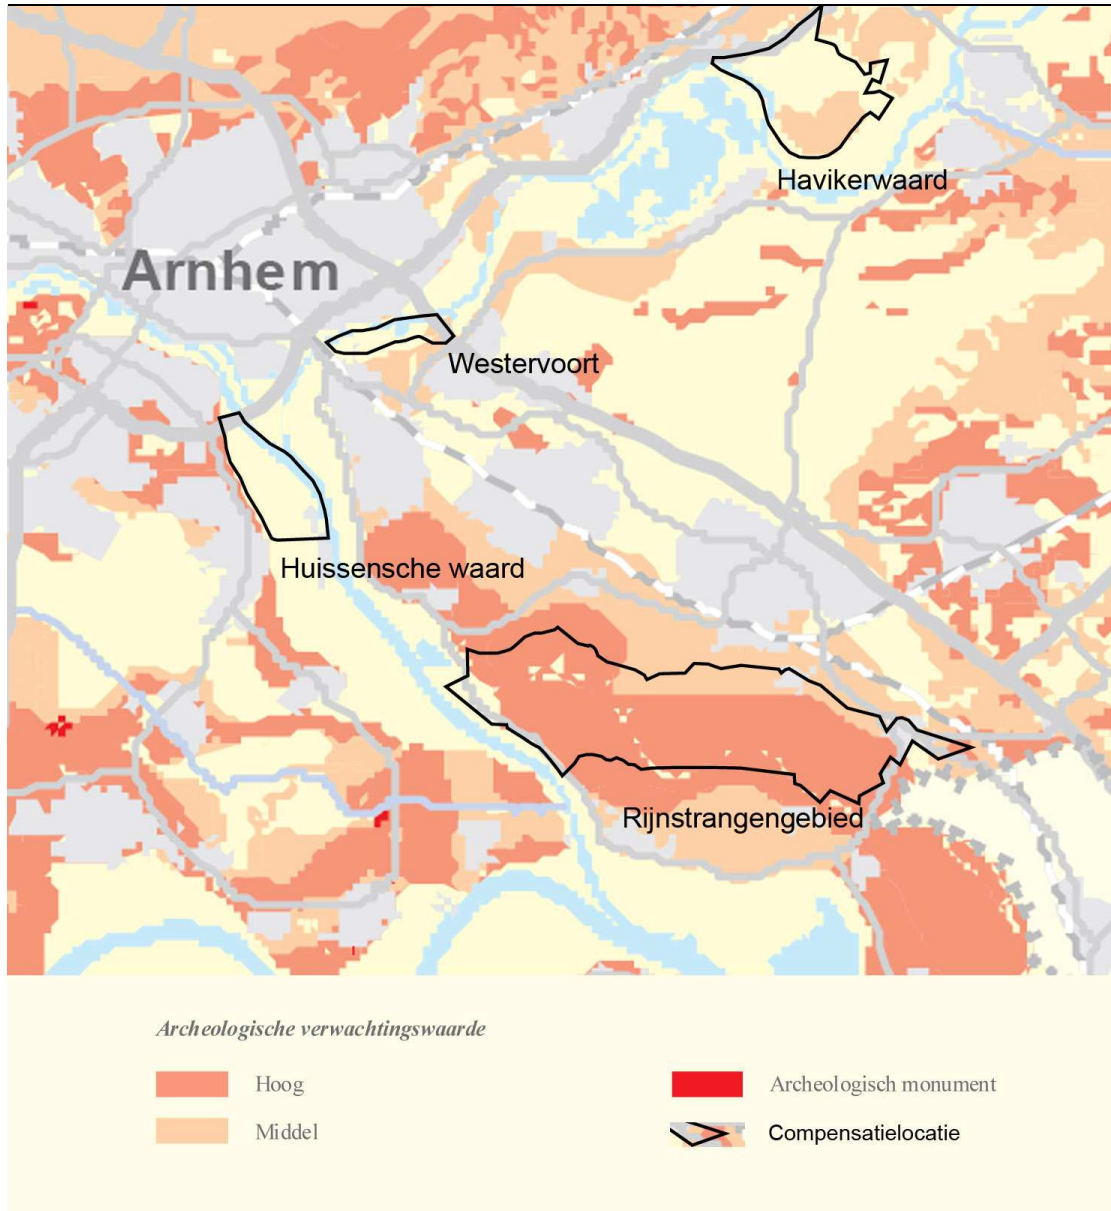 Havikerwaard
Arnhem
Westervoort
Huissensche waard
Rijnstrangengebied
Archeologische verwachtingswaarde
Hoog
Middel
Archeologisch monument
Compensatielocatie